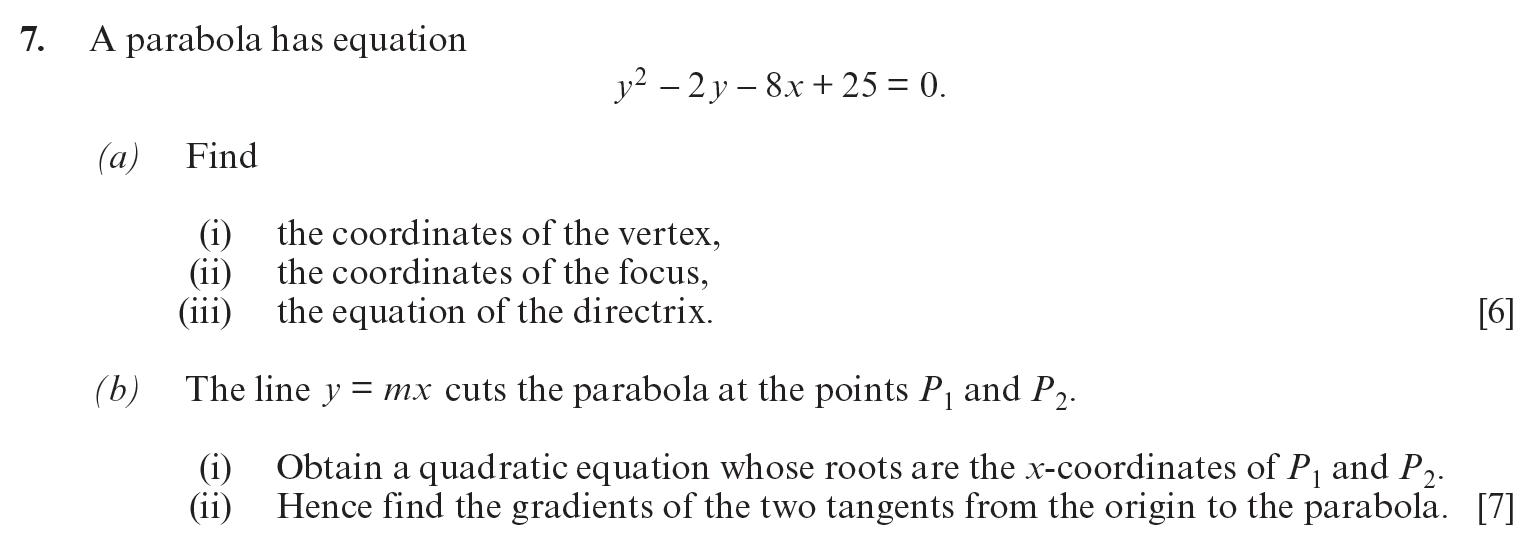 7. A parabola has equation
y² – 2y – 8x + 25 = 0.
(a) Find
(i) the coordinates of the vertex,
(ii) the coordinates of the focus,
(iii) the equation of the directrix. [6]
(b) The line y = mx cuts the parabola at the points P₁ and P₂.
(i) Obtain a quadratic equation whose roots are the x-coordinates of P₁ and P₂.
(ii) Hence find the gradients of the two tangents from the origin to the parabola. [7]